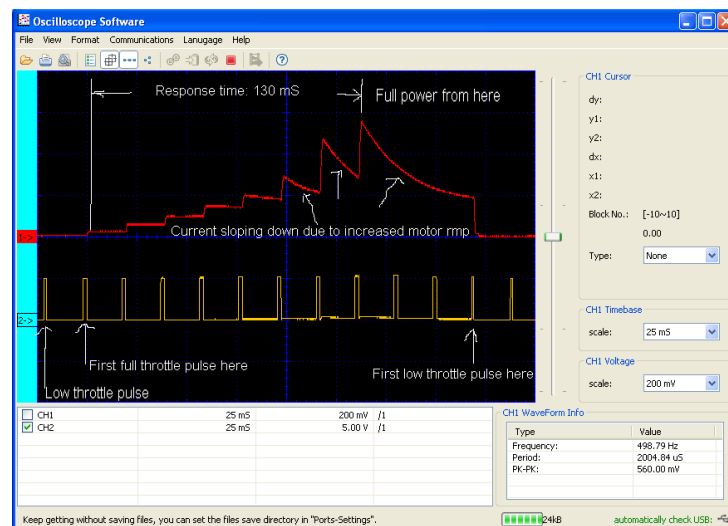 Oscilloscope Software
File View Format Communications Lanugage Help
Response time: 130 mS
Full power from here
Current sloping down due to increased motor rmp
1->
2->
First full throttle pulse here
Low throttle pulse
First low throttle pulse here
CH1 Cursor
dy:
y1:
y2:
dx:
x1:
x2:
Block No.: [-10~10]
0.00
Type: None
CH1 Timebase
scale: 25 mS
CH1 Voltage
scale: 200 mV
CH1 25 mS 200 mV /1
CH2 25 mS 5.00 V /1
CH1 WaveForm Info
Type Value
Frequency: 498.79 Hz
Period: 2004.84 uS
PK-PK: 560.00 mV
Keep getting without saving files, you can set the files save directory in "Ports-Settings".
24kB
automatically check USB: